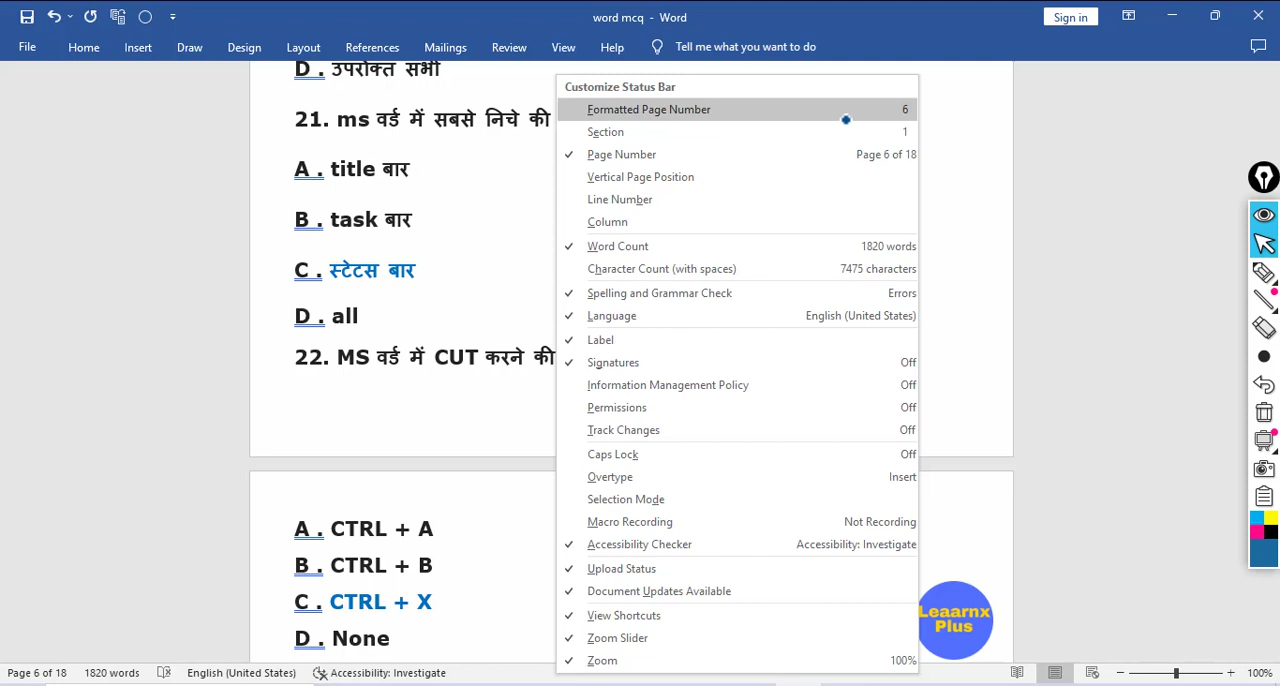 word mcq - Word
Sign in
File Home Insert Draw Design Layout References Mailings Review View Help Tell me what you want to do
D . उपरोक्त सभी
21. ms वर्ड में सबसे निचे की
A . title बार
B . task बार
C . स्टेटस बार
D . all
22. MS वर्ड में CUT करने की
A . CTRL + A
B . CTRL + B
C . CTRL + X
D . None
Customize Status Bar
Formatted Page Number 6
Section 1
Page Number Page 6 of 18
Vertical Page Position
Line Number
Column
Word Count 1820 words
Character Count (with spaces) 7475 characters
Spelling and Grammar Check Errors
Language English (United States)
Label
Signatures Off
Information Management Policy Off
Permissions Off
Track Changes Off
Caps Lock Off
Overtype Insert
Selection Mode
Macro Recording Not Recording
Accessibility Checker Accessibility: Investigate
Upload Status
Document Updates Available
View Shortcuts
Zoom Slider
Zoom 100%
Leaarnx
Plus
Page 6 of 18 1820 words English (United States) Accessibility: Investigate 100%